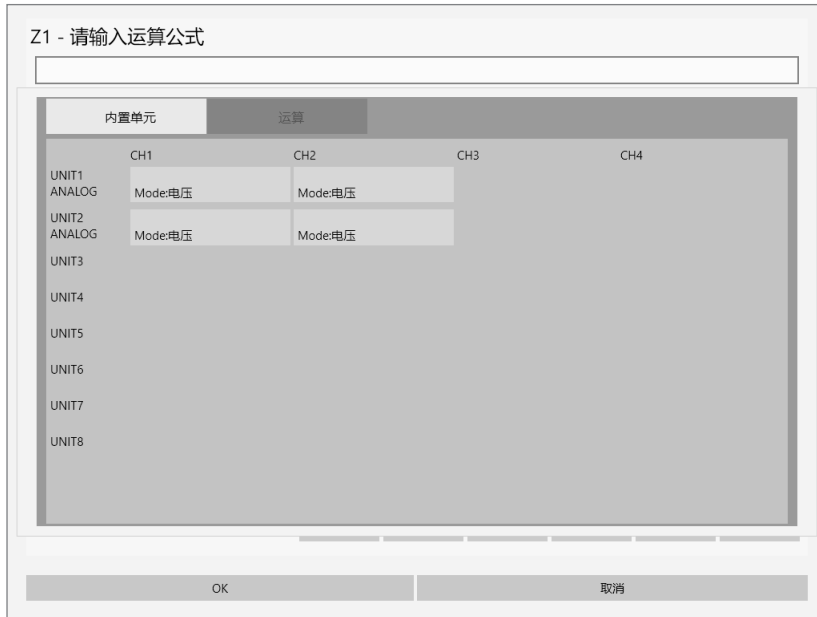 Z1 - 请输入运算公式
内置单元 运算
CH1 CH2 CH3 CH4
UNIT1
ANALOG Mode:电压 Mode:电压
UNIT2
ANALOG Mode:电压 Mode:电压
UNIT3
UNIT4
UNIT5
UNIT6
UNIT7
UNIT8
OK 取消